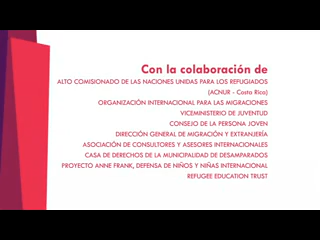 Con la colaboración de
ALTO COMISIONADO DE LAS NACIONES UNIDAS PARA LOS REFUGIADOS
(ACNUR - Costa Rica)
ORGANIZACIÓN INTERNACIONAL PARA LAS MIGRACIONES
VICEMINISTERIO DE JUVENTUD
CONSEJO DE LA PERSONA JOVEN
DIRECCIÓN GENERAL DE MIGRACIÓN Y EXTRANJERÍA
ASOCIACIÓN DE CONSULTORES Y ASESORES INTERNACIONALES
CASA DE DERECHOS DE LA MUNICIPALIDAD DE DESAMPARADOS
PROYECTO ANNE FRANK, DEFENSA DE NIÑOS Y NIÑAS INTERNACIONAL
REFUGEE EDUCATION TRUST